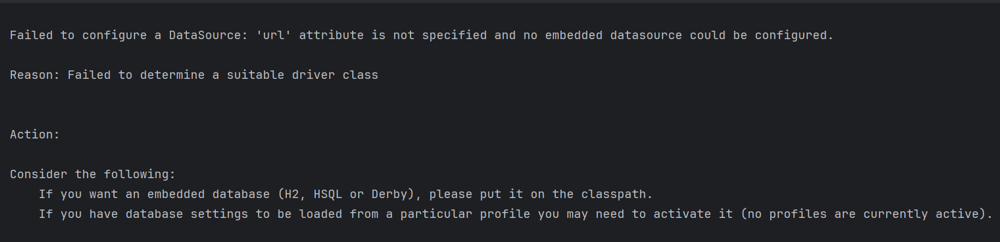 Failed to configure a DataSource: 'url' attribute is not specified and no embedded datasource could be configured.
Reason: Failed to determine a suitable driver class
Action:
Consider the following:
If you want an embedded database (H2, HSQL or Derby), please put it on the classpath.
If you have database settings to be loaded from a particular profile you may need to activate it (no profiles are currently active).